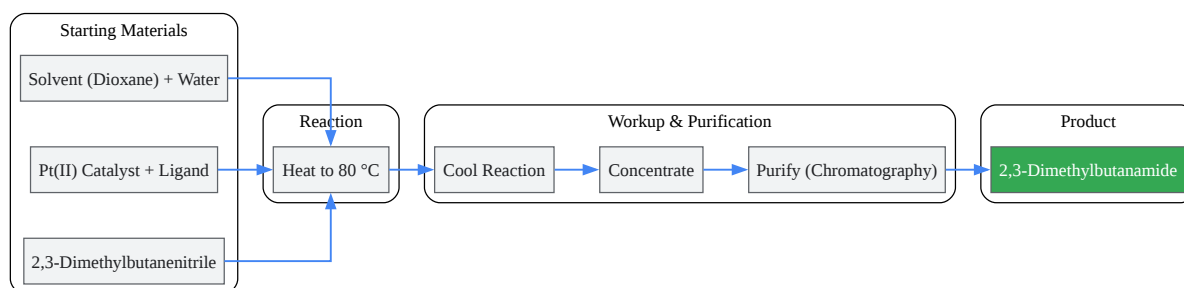 Starting Materials
Solvent (Dioxane) + Water
Pt(II) Catalyst + Ligand
2,3-Dimethylbutanenitrile
Reaction
Heat to 80 °C
Workup & Purification
Cool Reaction
Concentrate
Purify (Chromatography)
Product
2,3-Dimethylbutanamide